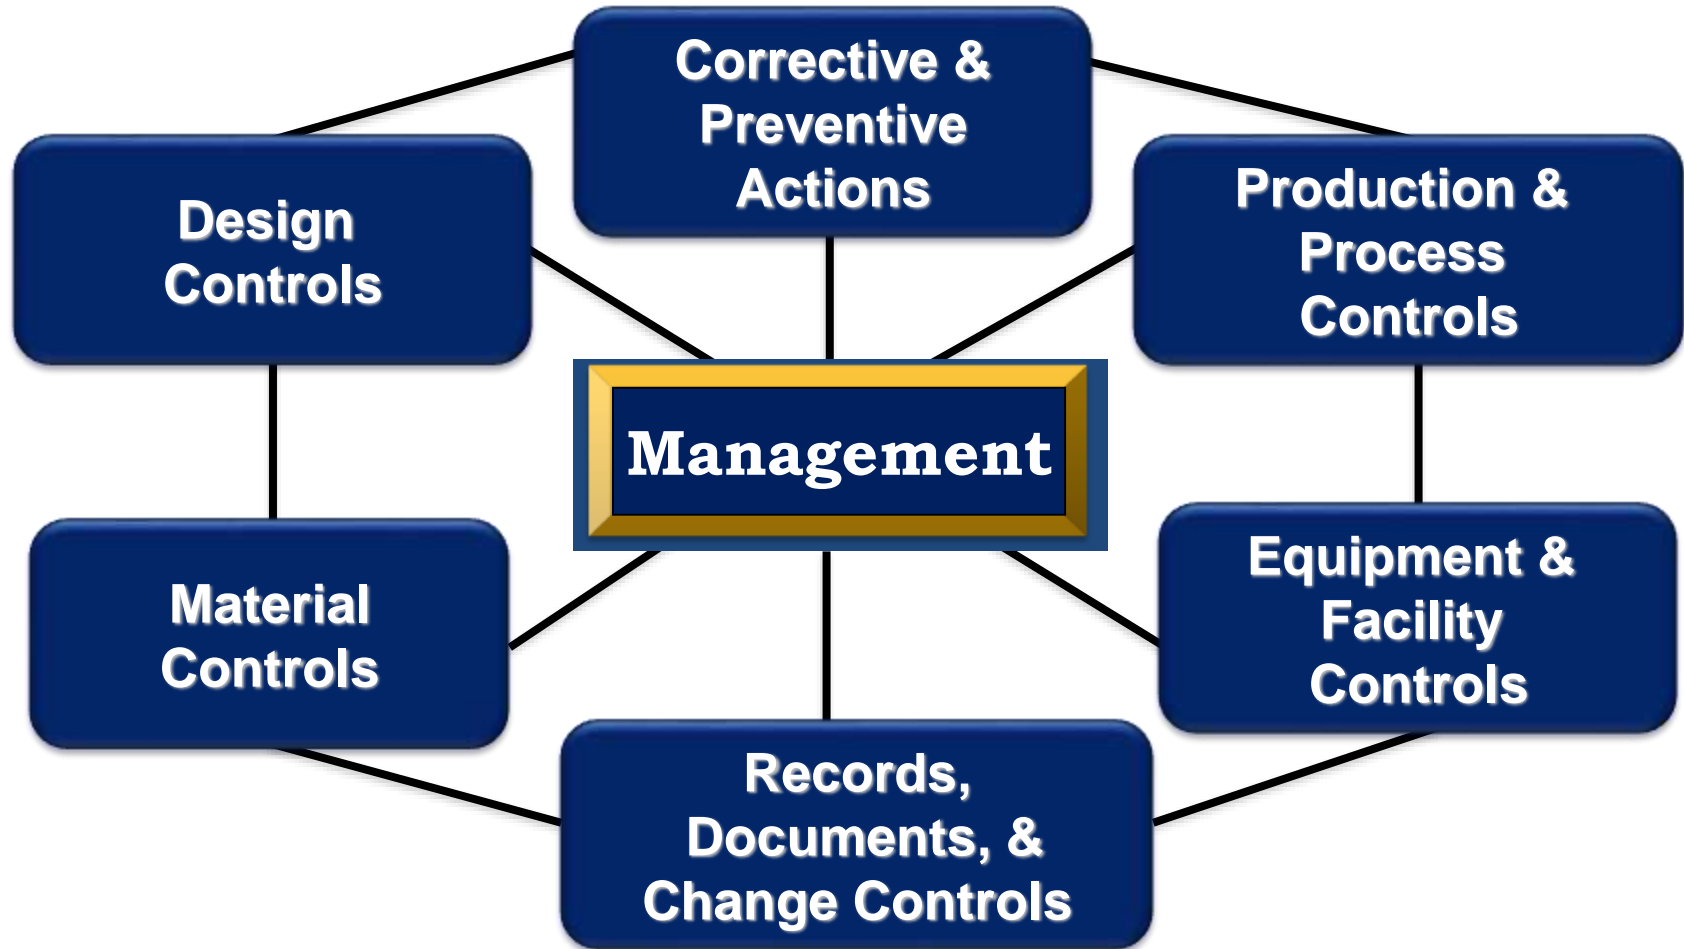 Corrective &
Preventive
Actions
Design
Controls
Production &
Process
Controls
Management
Material
Controls
Equipment &
Facility
Controls
Records,
Documents, &
Change Controls